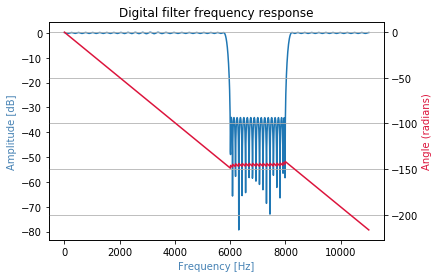 Digital filter frequency response
Amplitude [dB]
0
−10
−20
−30
−40
−50
−60
−70
−80
0
−50
−100
−150
−200
Angle (radians)
0 2000 4000 6000 8000 10000
Frequency [Hz]